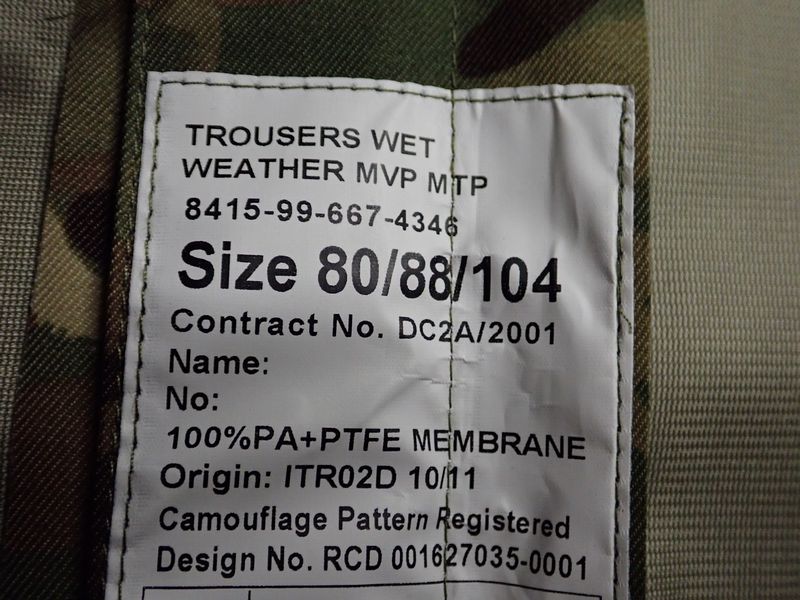 TROUSERS WET
WEATHER MVP MTP
8415-99-667-4346
Size 80/88/104
Contract No. DC2A/2001
Name:
No:
100%PA+PTFE MEMBRANE
Origin: ITR02D 10/11
Camouflage Pattern Registered
Design No. RCD 001627035-0001